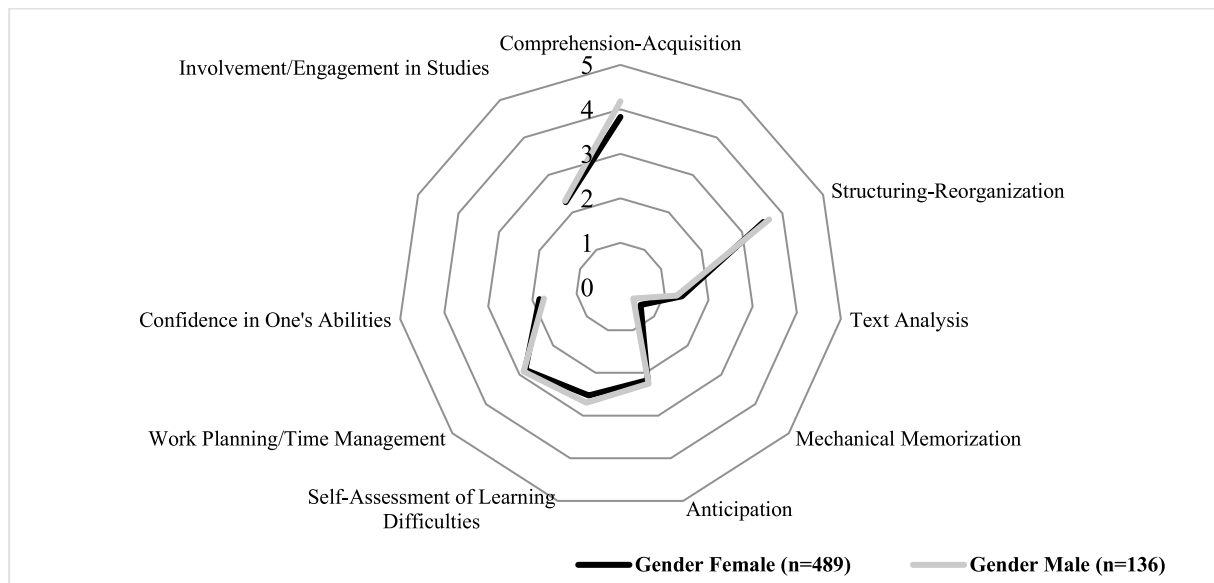 Comprehension-Acquisition
Involvement/Engagement in Studies
5
4
3
2
1
0
Structuring-Reorganization
Confidence in One's Abilities
Text Analysis
Work Planning/Time Management
Mechanical Memorization
Self-Assessment of Learning
Difficulties
Anticipation
Gender Female (n=489)
Gender Male (n=136)